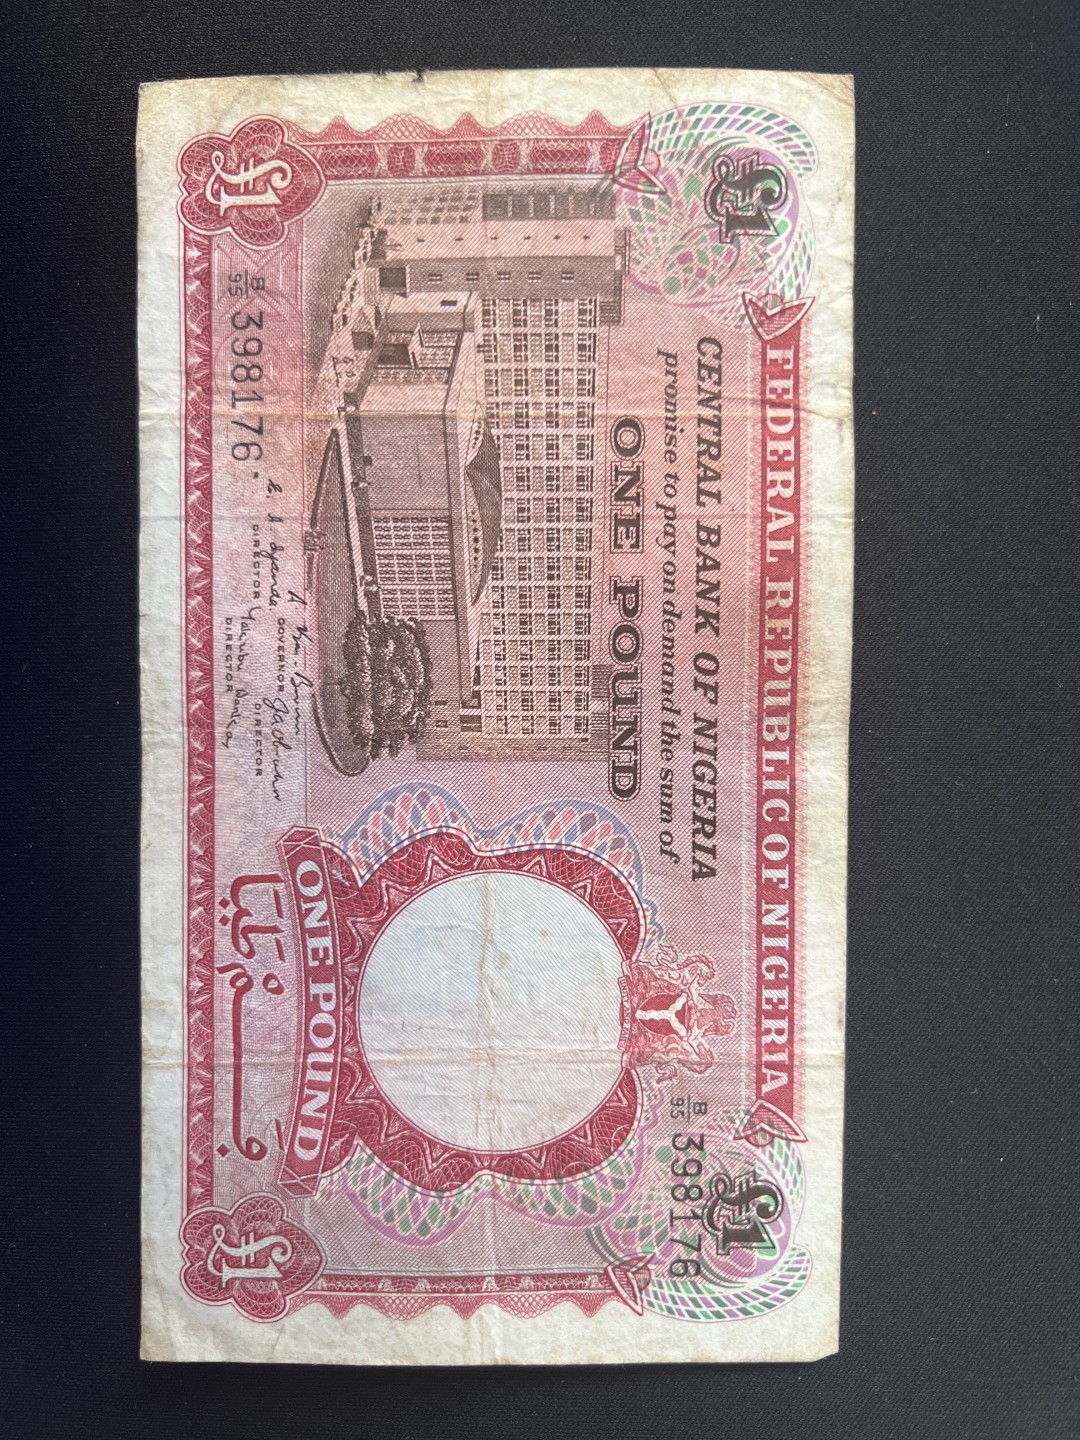 FEDERAL REPUBLIC OF NIGERIA
£1
£1
CENTRAL BANK OF NIGERIA
promise to pay on demand the sum of
ONE POUND
B/95 398176
B/95 398176
GOVERNOR
DIRECTOR
DIRECTOR
DIRECTOR
ONE POUND
£1
£1